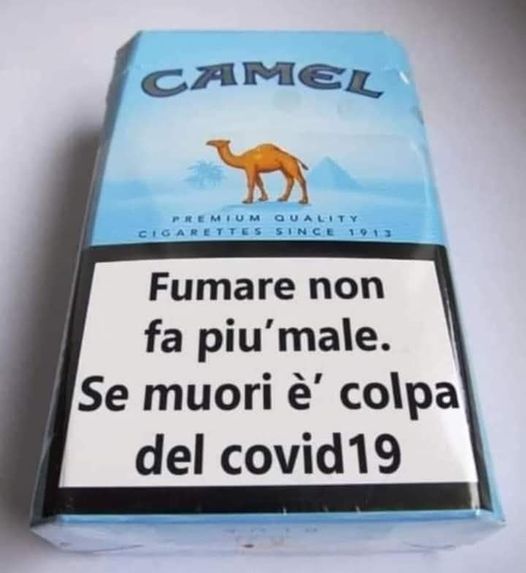 CAMEL
PREMIUM QUALITY
CIGARETTES SINCE 1913
Fumare non
fa piu'male.
Se muori è' colpa
del covid19